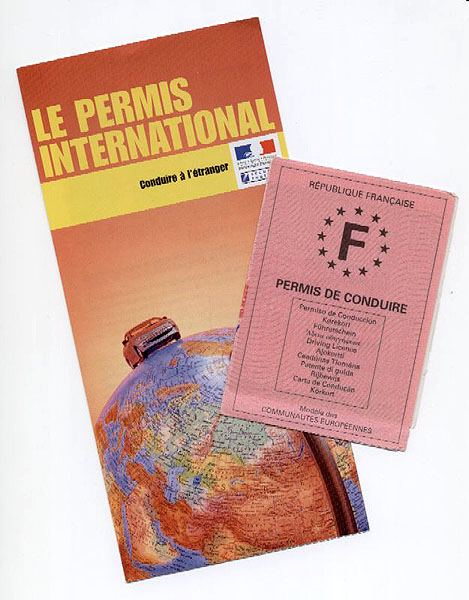 LE PERMIS
INTERNATIONAL
Conduire à l'étranger
RÉPUBLIQUE FRANÇAISE
F
PERMIS DE CONDUIRE
Permiso de Conducción
Kørekort
Führerschein
Driving Licence
Ajokortti
Ceadúnas Tiomána
Patente di guida
Rijbewijs
Carta de Condução
Körkort
Modèle des
COMMUNAUTÉS EUROPÉENNES